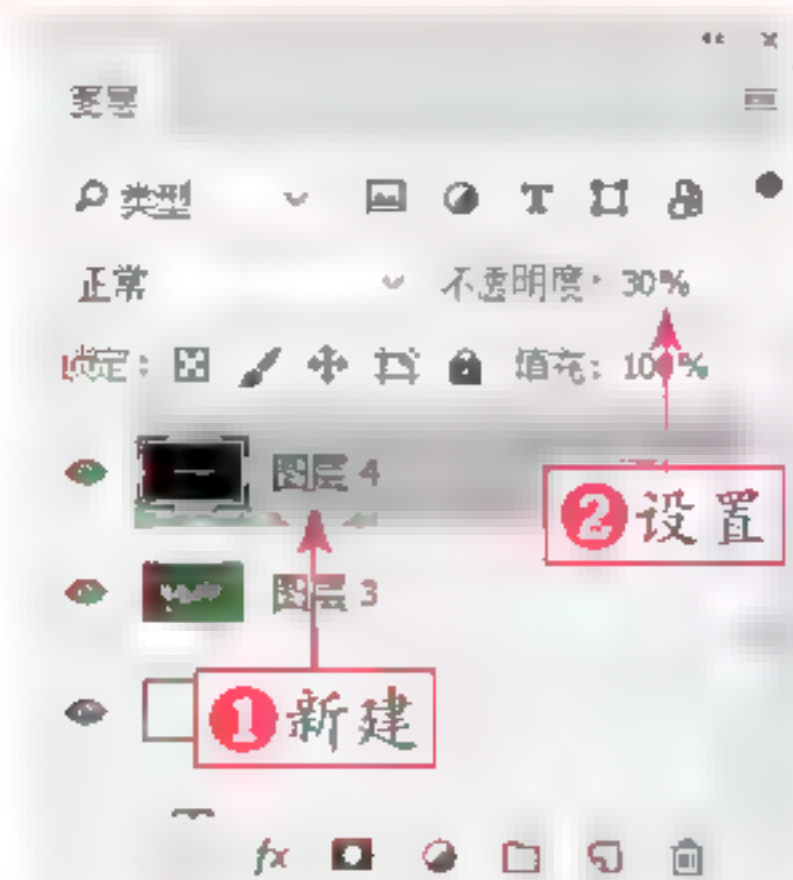 图层
类型
正常 不透明度: 30%
锁定: 填充: 100%
图层 4
❷设置
图层 3
❶新建
fx